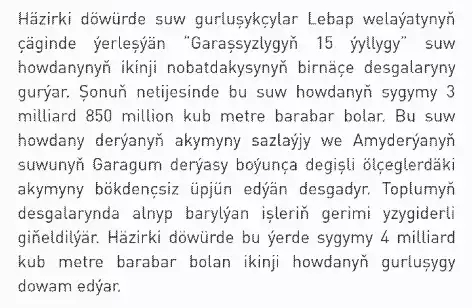 Häzirki döwürde suw gurluşykçylar Lebap welaýatynyň
çäginde ýerleşýän "Garaşsyzlygyň 15 ýyllygy" suw
howdanynyň ikinji nobatdakysynyň birnäçe desgalaryny
gurýar. Şonuň netijesinde bu suw howdanyň sygymy 3
milliard 850 million kub metre barabar bolar. Bu suw
howdany derýanyň akymyny sazlaýjy we Amyderýanyň
suwunyň Garagum derýasy boýunça degişli ölçeglerdäki
akymyny bökdençsiz üpjün edýän desgadyr. Toplumyň
desgalarynda alnyp barylýan işleriň gerimi yzygiderli
giňeldilýär. Häzirki döwürde bu ýerde sygymy 4 milliard
kub metre barabar bolan ikinji howdanyň gurluşygy
dowam edýar.